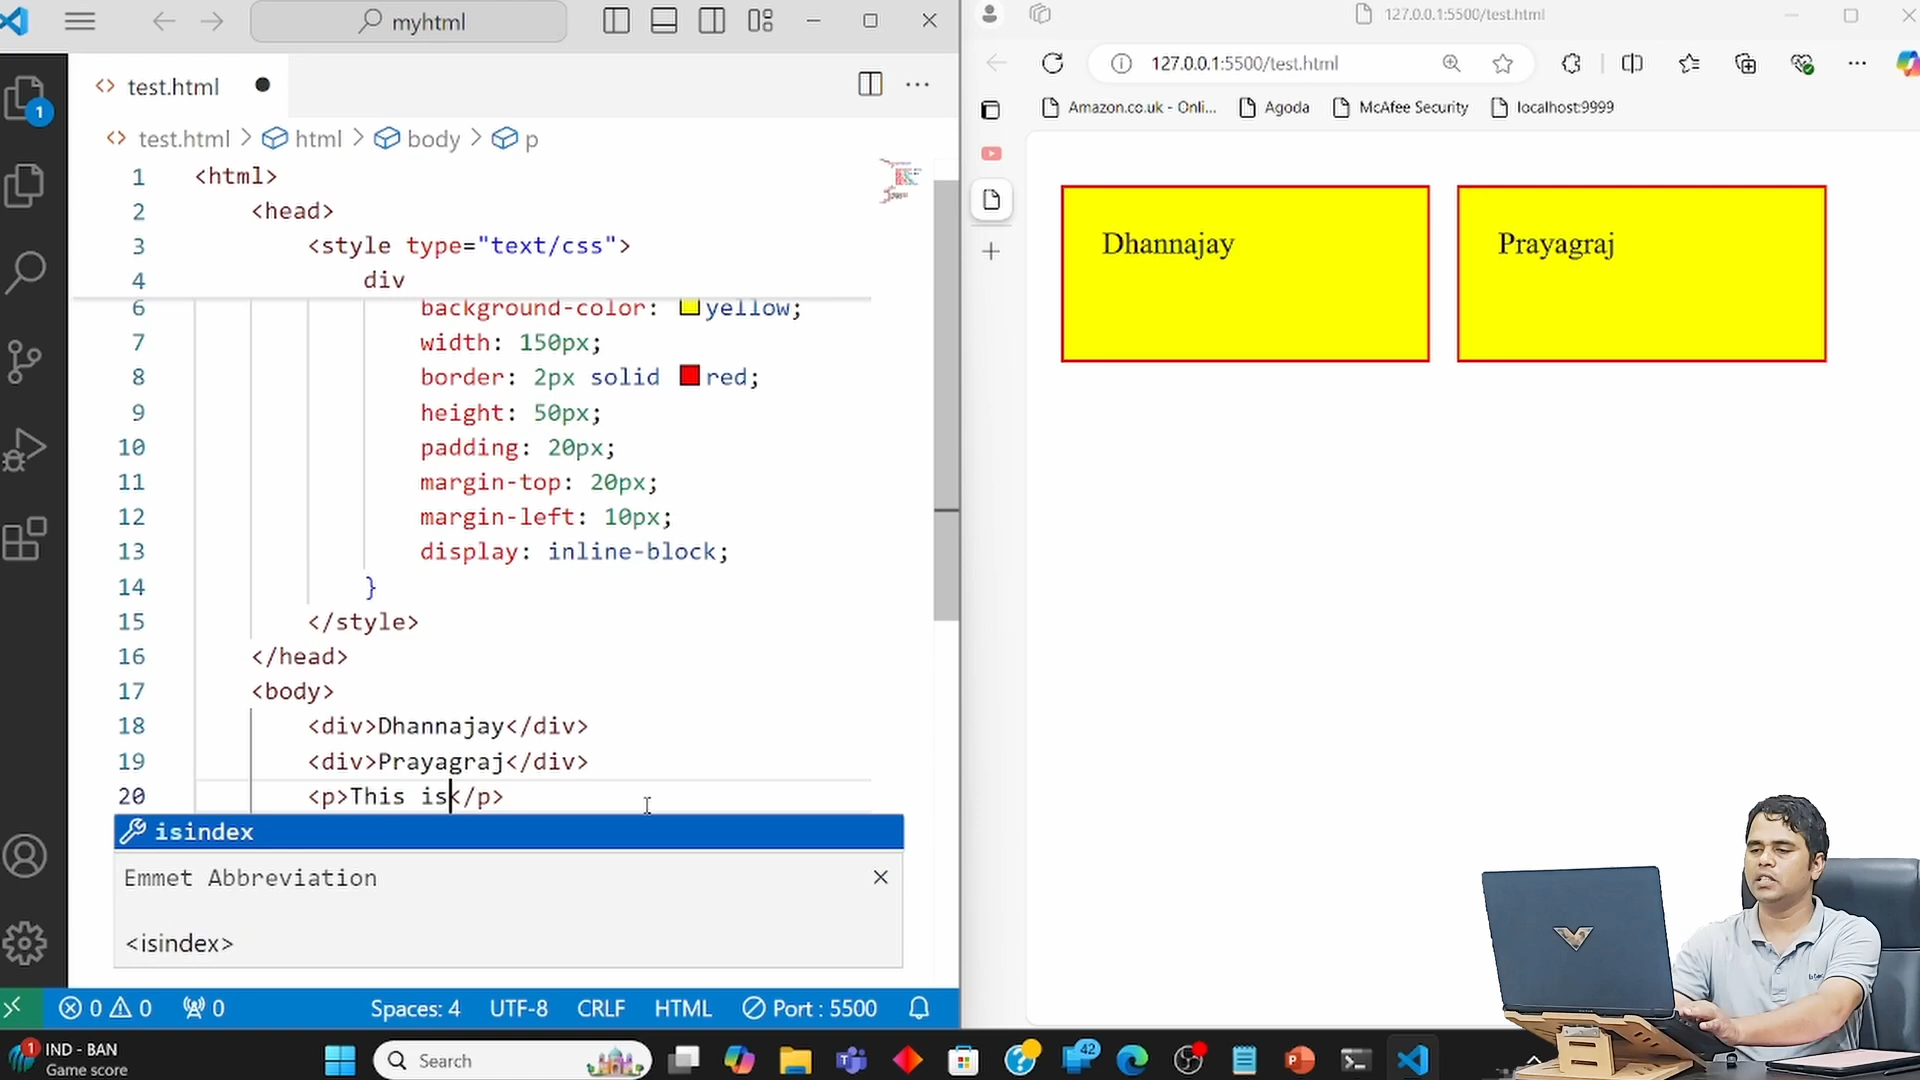 myhtml
test.html
test.html > html > body > p
1 <html>
2 <head>
3 <style type="text/css">
4 div
6 background-color: yellow;
7 width: 150px;
8 border: 2px solid red;
9 height: 50px;
10 padding: 20px;
11 margin-top: 20px;
12 margin-left: 10px;
13 display: inline-block;
14 }
15 </style>
16 </head>
17 <body>
18 <div>Dhannajay</div>
19 <div>Prayagraj</div>
20 <p>This is</p>
isindex
Emmet Abbreviation
<isindex>
1
0 0 0 Spaces: 4 UTF-8 CRLF HTML Port : 5500
127.0.0.1:5500/test.html
127.0.0.1:5500/test.html
Amazon.co.uk - Onli... Agoda McAfee Security localhost:9999
Dhannajay
Prayagraj
1
IND - BAN
Game score
Search
42